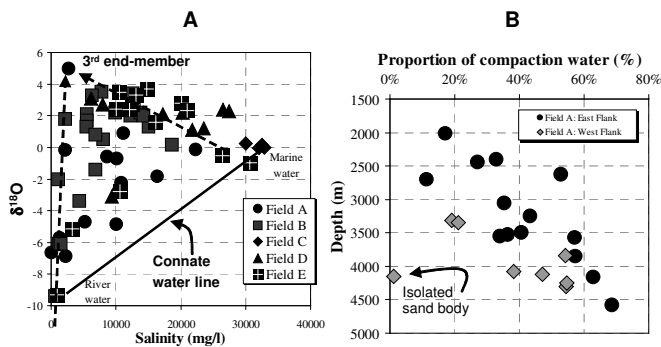 A
6
4
2
0
-2
-4
-6
-8
-10
δ18O
3rd end-member
Marine
water
River
water
Connate
water line
Field A
Field B
Field C
Field D
Field E
0
10000
20000
30000
40000
Salinity (mg/l)
B
Proportion of compaction water (%)
0%
20%
40%
60%
80%
1500
2000
2500
3000
3500
4000
4500
5000
Depth (m)
Field A: East Flank
Field A: West Flank
Isolated
sand body